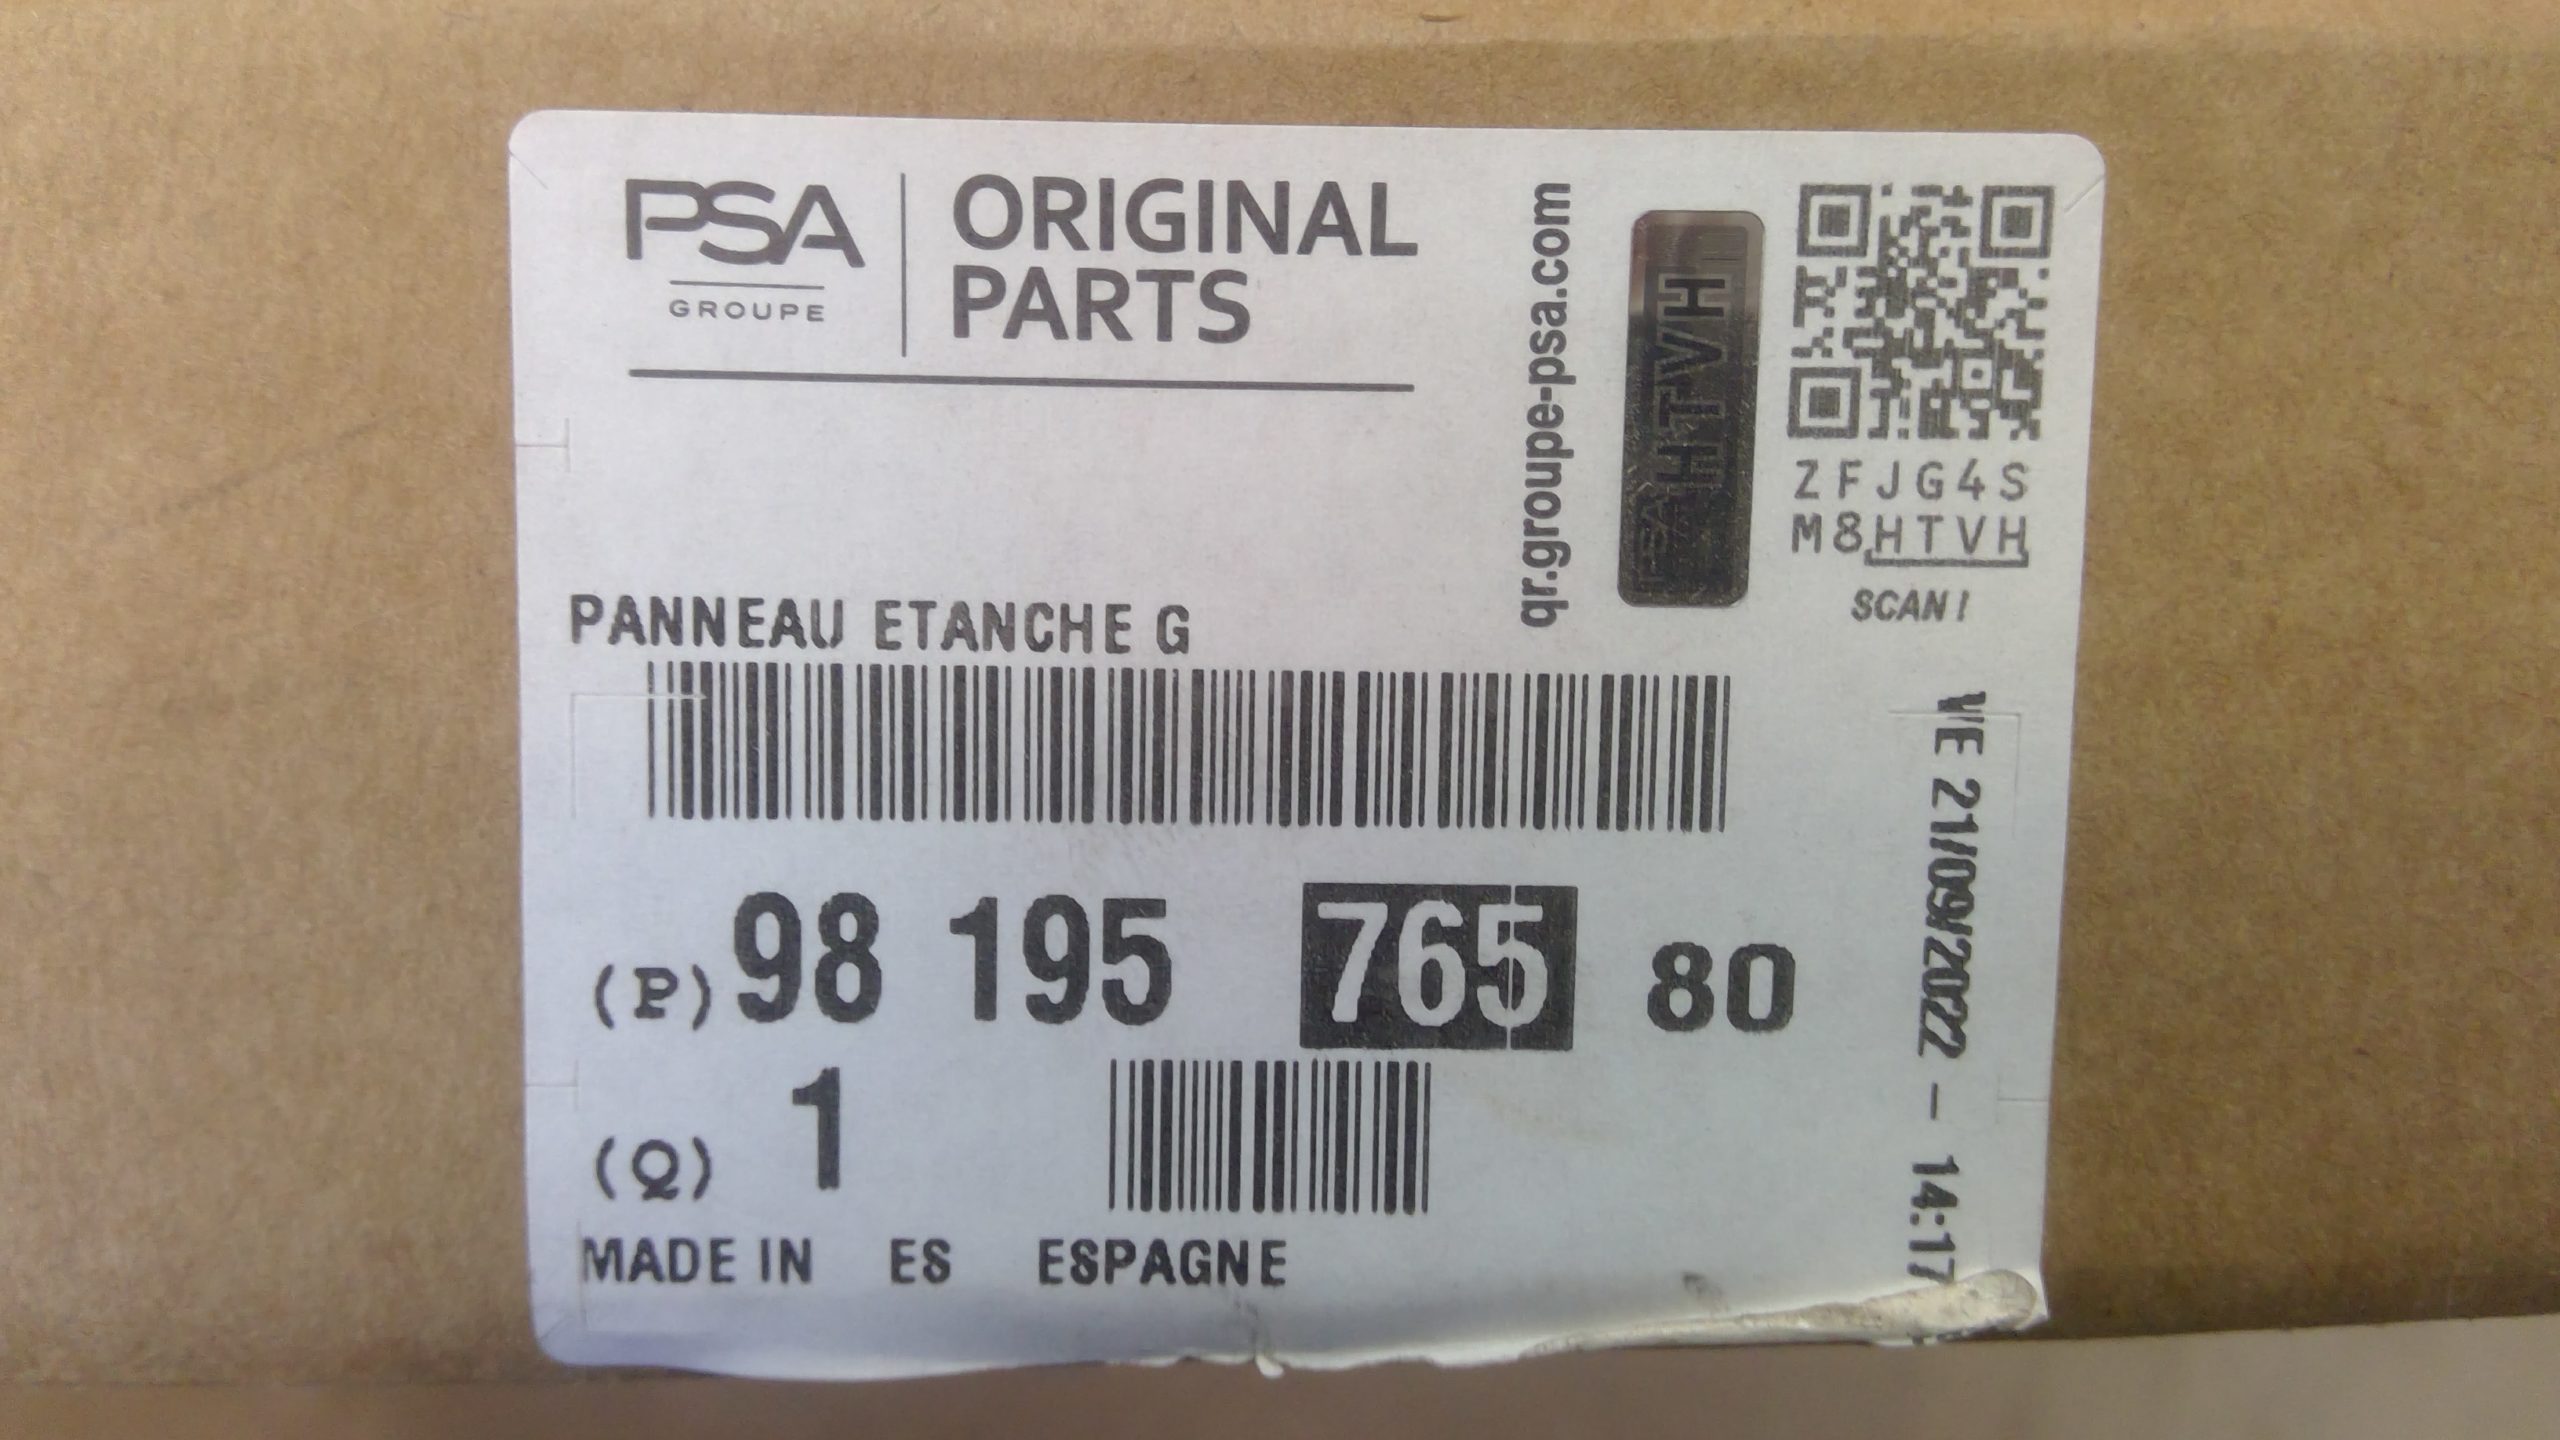 PSA
GROUPE
ORIGINAL
PARTS
qr.groupe-psa.com
PSA HTVH
ZFJG4S
M8HTVH
SCAN!
PANNEAU ETANCHE G
(P) 98 195 765 80
(Q) 1
MADE IN ES ESPAGNE
VE 21/09/2022 - 14:17